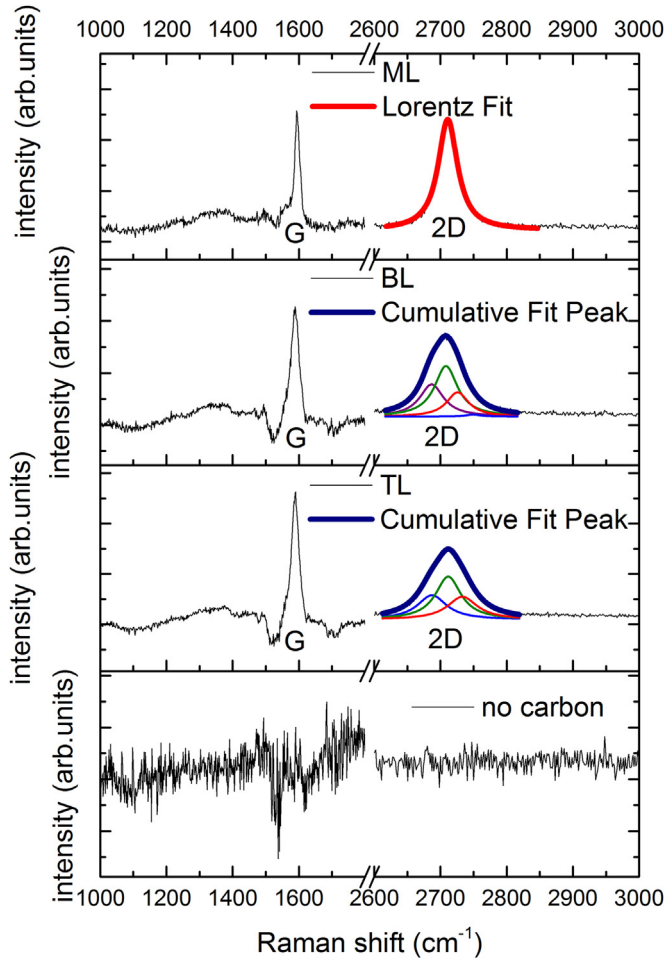 1000 1200 1400 1600 2600 2700 2800 2900 3000
ML
Lorentz Fit
G
2D
intensity (arb.units)
BL
Cumulative Fit Peak
G
2D
intensity (arb.units)
TL
Cumulative Fit Peak
G
2D
intensity (arb.units)
no carbon
intensity (arb.units)
1000 1200 1400 1600 2600 2700 2800 2900 3000
Raman shift (cm⁻¹)